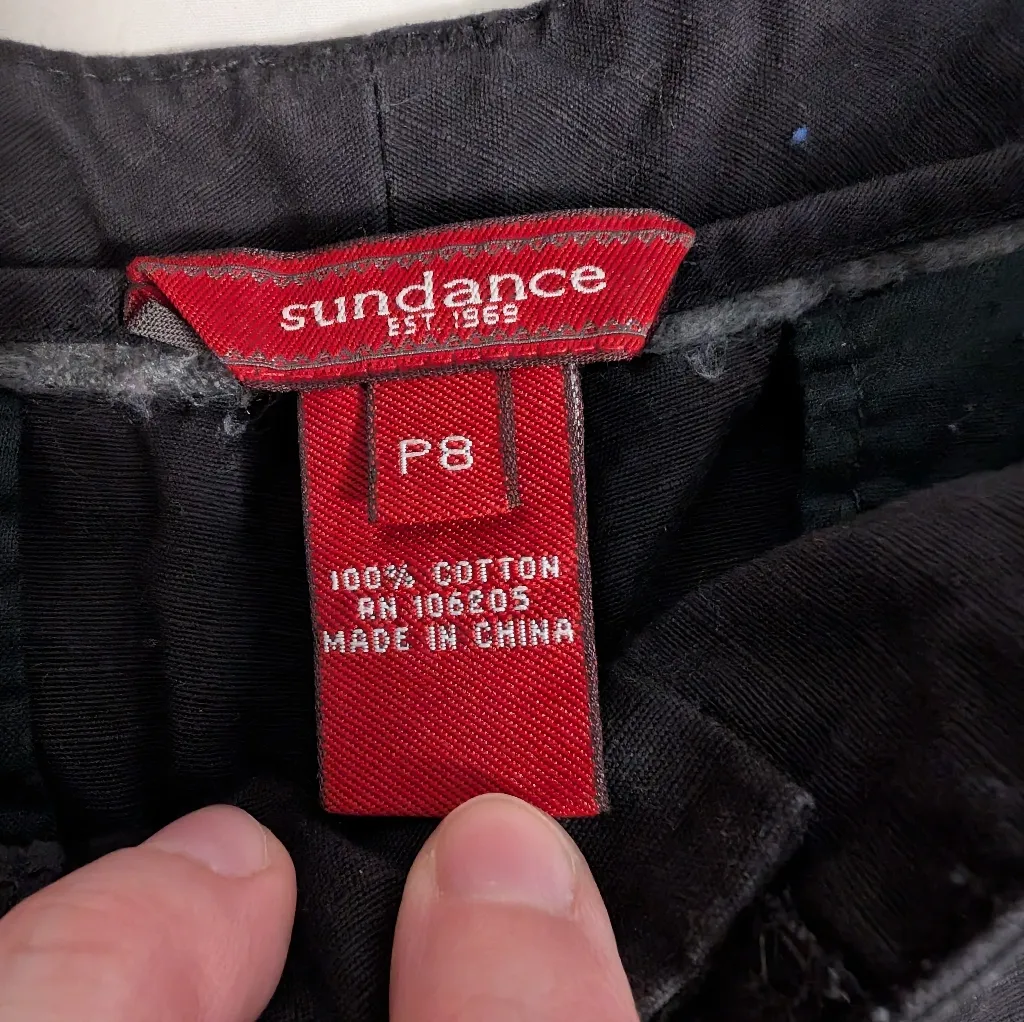 sundance
EST. 1969
P8
100% COTTON
RN 106205
MADE IN CHINA